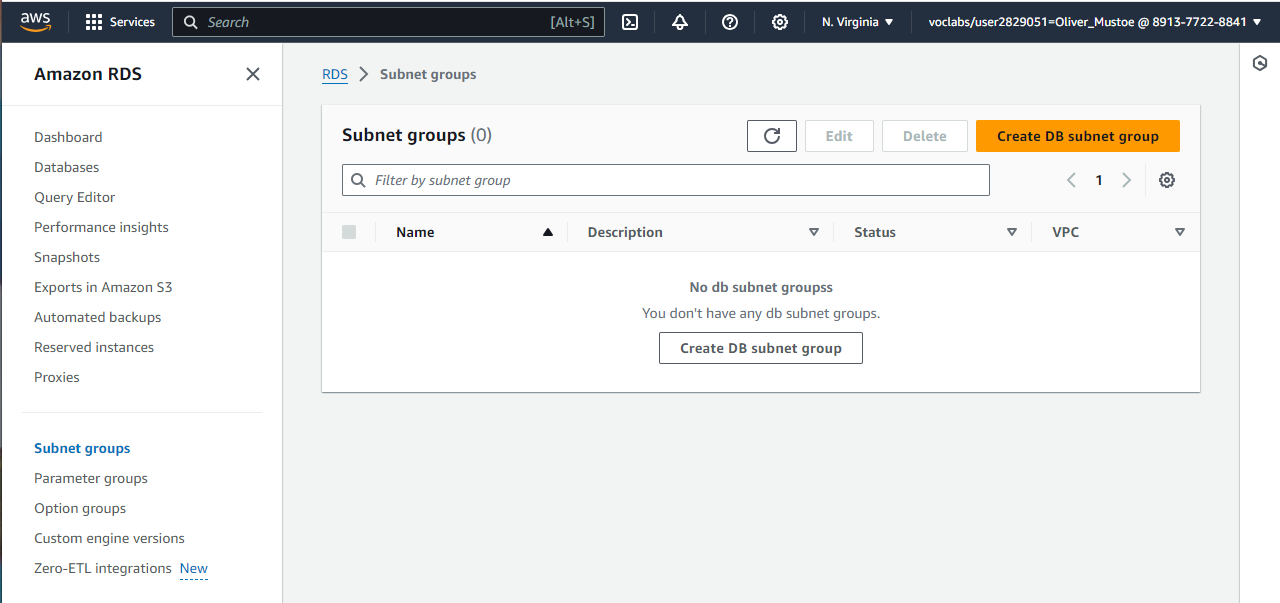 aws Services Search [Alt+S] N. Virginia voclabs/user2829051=Oliver_Mustoe @ 8913-7722-8841
Amazon RDS
Dashboard
Databases
Query Editor
Performance insights
Snapshots
Exports in Amazon S3
Automated backups
Reserved instances
Proxies
Subnet groups
Parameter groups
Option groups
Custom engine versions
Zero-ETL integrations New
RDS Subnet groups
Subnet groups (0) Edit Delete Create DB subnet group
Filter by subnet group 1
Name Description Status VPC
No db subnet groupss
You don't have any db subnet groups.
Create DB subnet group